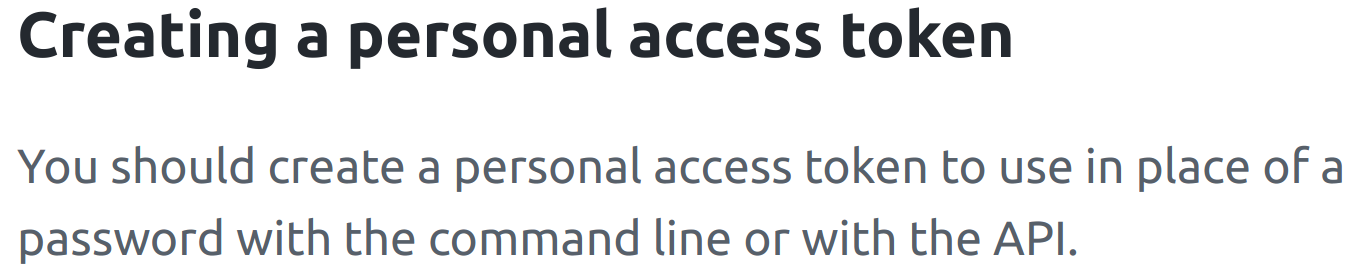 Creating a personal access token
You should create a personal access token to use in place of a
password with the command line or with the API.